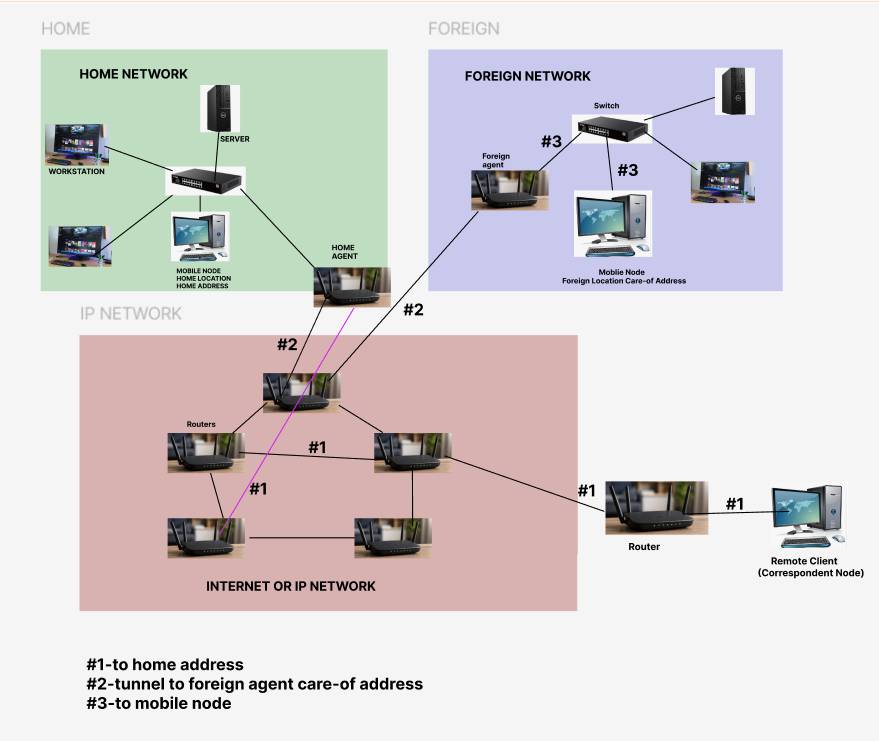 HOME
FOREIGN
HOME NETWORK
SERVER
WORKSTATION
MOBILE NODE
HOME LOCATION
HOME ADDRESS
HOME
AGENT
FOREIGN NETWORK
Switch
#3
Foreign
agent
#3
Moblie Node
Foreign Location Care-of Address
#2
IP NETWORK
#2
Routers
#1
#1
#1
#1
Router
Remote Client
(Correspondent Node)
INTERNET OR IP NETWORK
#1-to home address
#2-tunnel to foreign agent care-of address
#3-to mobile node